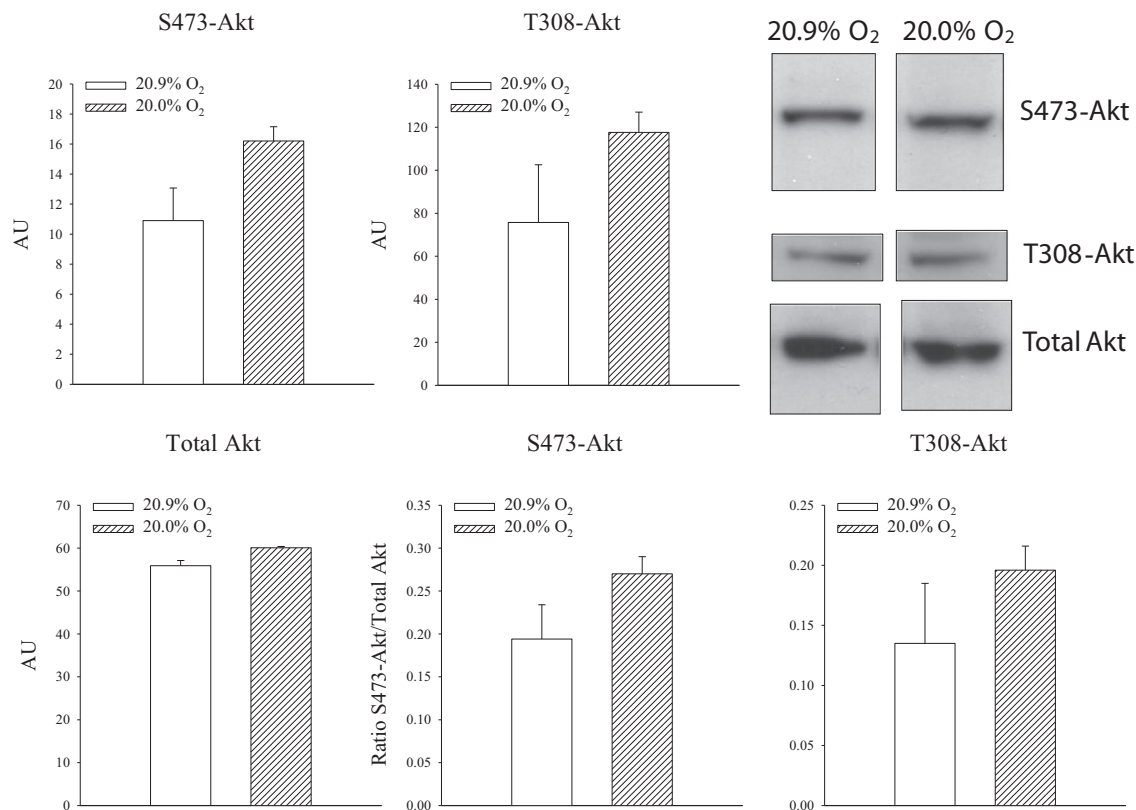 S473-Akt
20.9% O₂
20.0% O₂
20
18
16
14
12
10
8
6
4
2
0
AU
T308-Akt
20.9% O₂
20.0% O₂
140
120
100
80
60
40
20
0
AU
20.9% O₂ 20.0% O₂
S473-Akt
T308-Akt
Total Akt
Total Akt
20.9% O₂
20.0% O₂
70
60
50
40
30
20
10
0
AU
S473-Akt
20.9% O₂
20.0% O₂
0.35
0.30
0.25
0.20
0.15
0.10
0.05
0.00
Ratio S473-Akt/Total Akt
T308-Akt
20.9% O₂
20.0% O₂
0.25
0.20
0.15
0.10
0.05
0.00